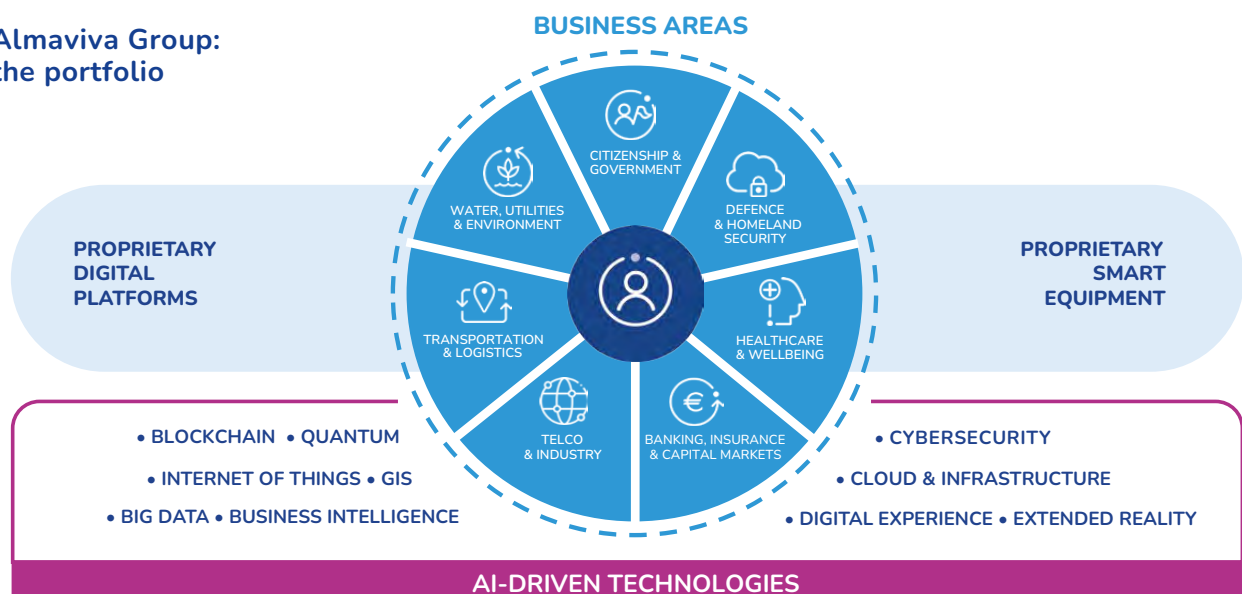 Almaviva Group:
the portfolio
BUSINESS AREAS
CITIZENSHIP &
GOVERNMENT
WATER, UTILITIES
& ENVIRONMENT
DEFENCE
& HOMELAND
SECURITY
PROPRIETARY
DIGITAL
PLATFORMS
PROPRIETARY
SMART
EQUIPMENT
TRANSPORTATION
& LOGISTICS
HEALTHCARE
& WELLBEING
TELCO
& INDUSTRY
BANKING, INSURANCE
& CAPITAL MARKETS
• BLOCKCHAIN • QUANTUM
• INTERNET OF THINGS • GIS
• BIG DATA • BUSINESS INTELLIGENCE
• CYBERSECURITY
• CLOUD & INFRASTRUCTURE
• DIGITAL EXPERIENCE • EXTENDED REALITY
AI-DRIVEN TECHNOLOGIES